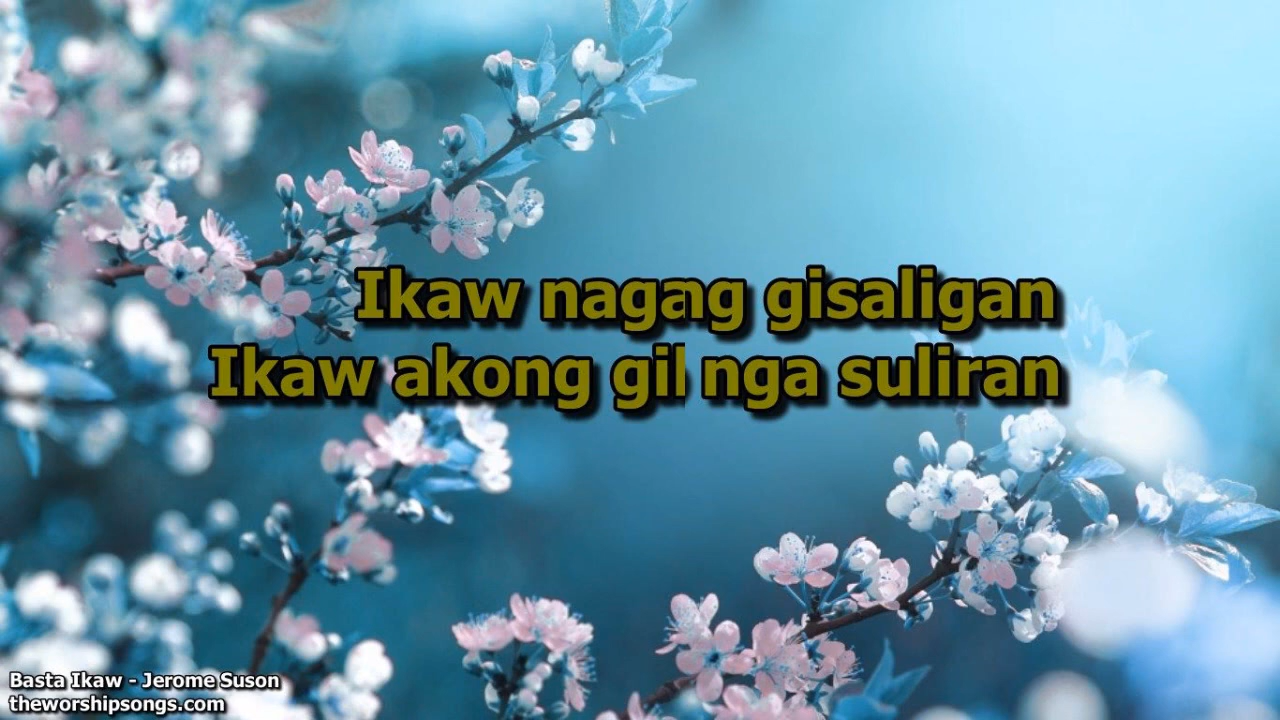 Ikaw nagag gisaligan
Ikaw akong gil nga suliran
Basta Ikaw - Jerome Suson
theworshipsongs.com